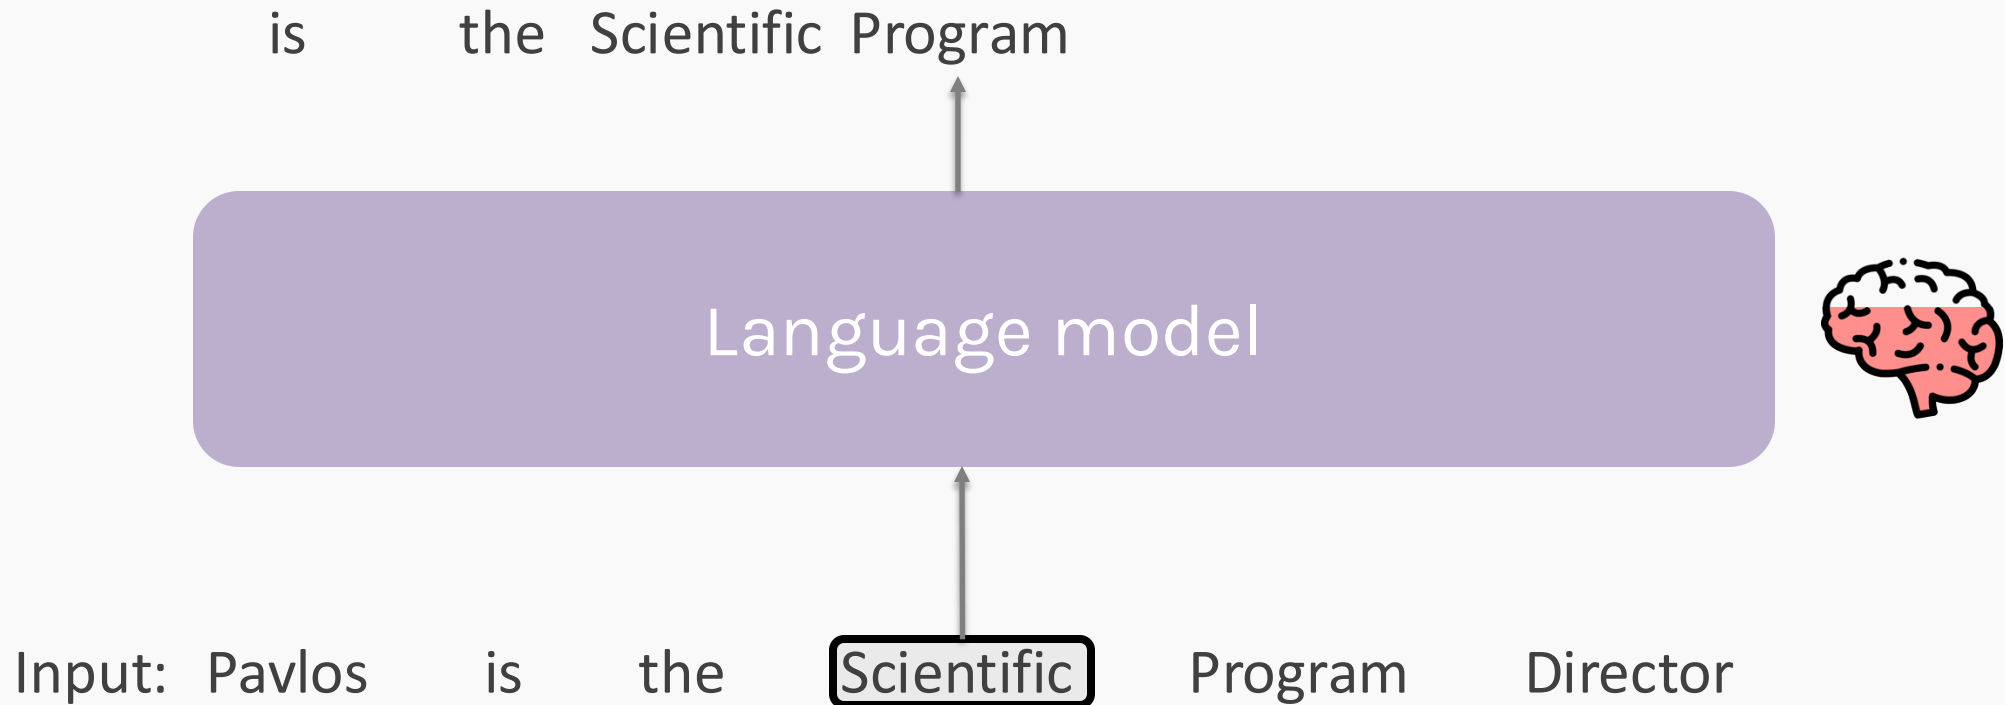 is the Scientific Program
Language model
Input: Pavlos is the Scientific Program Director